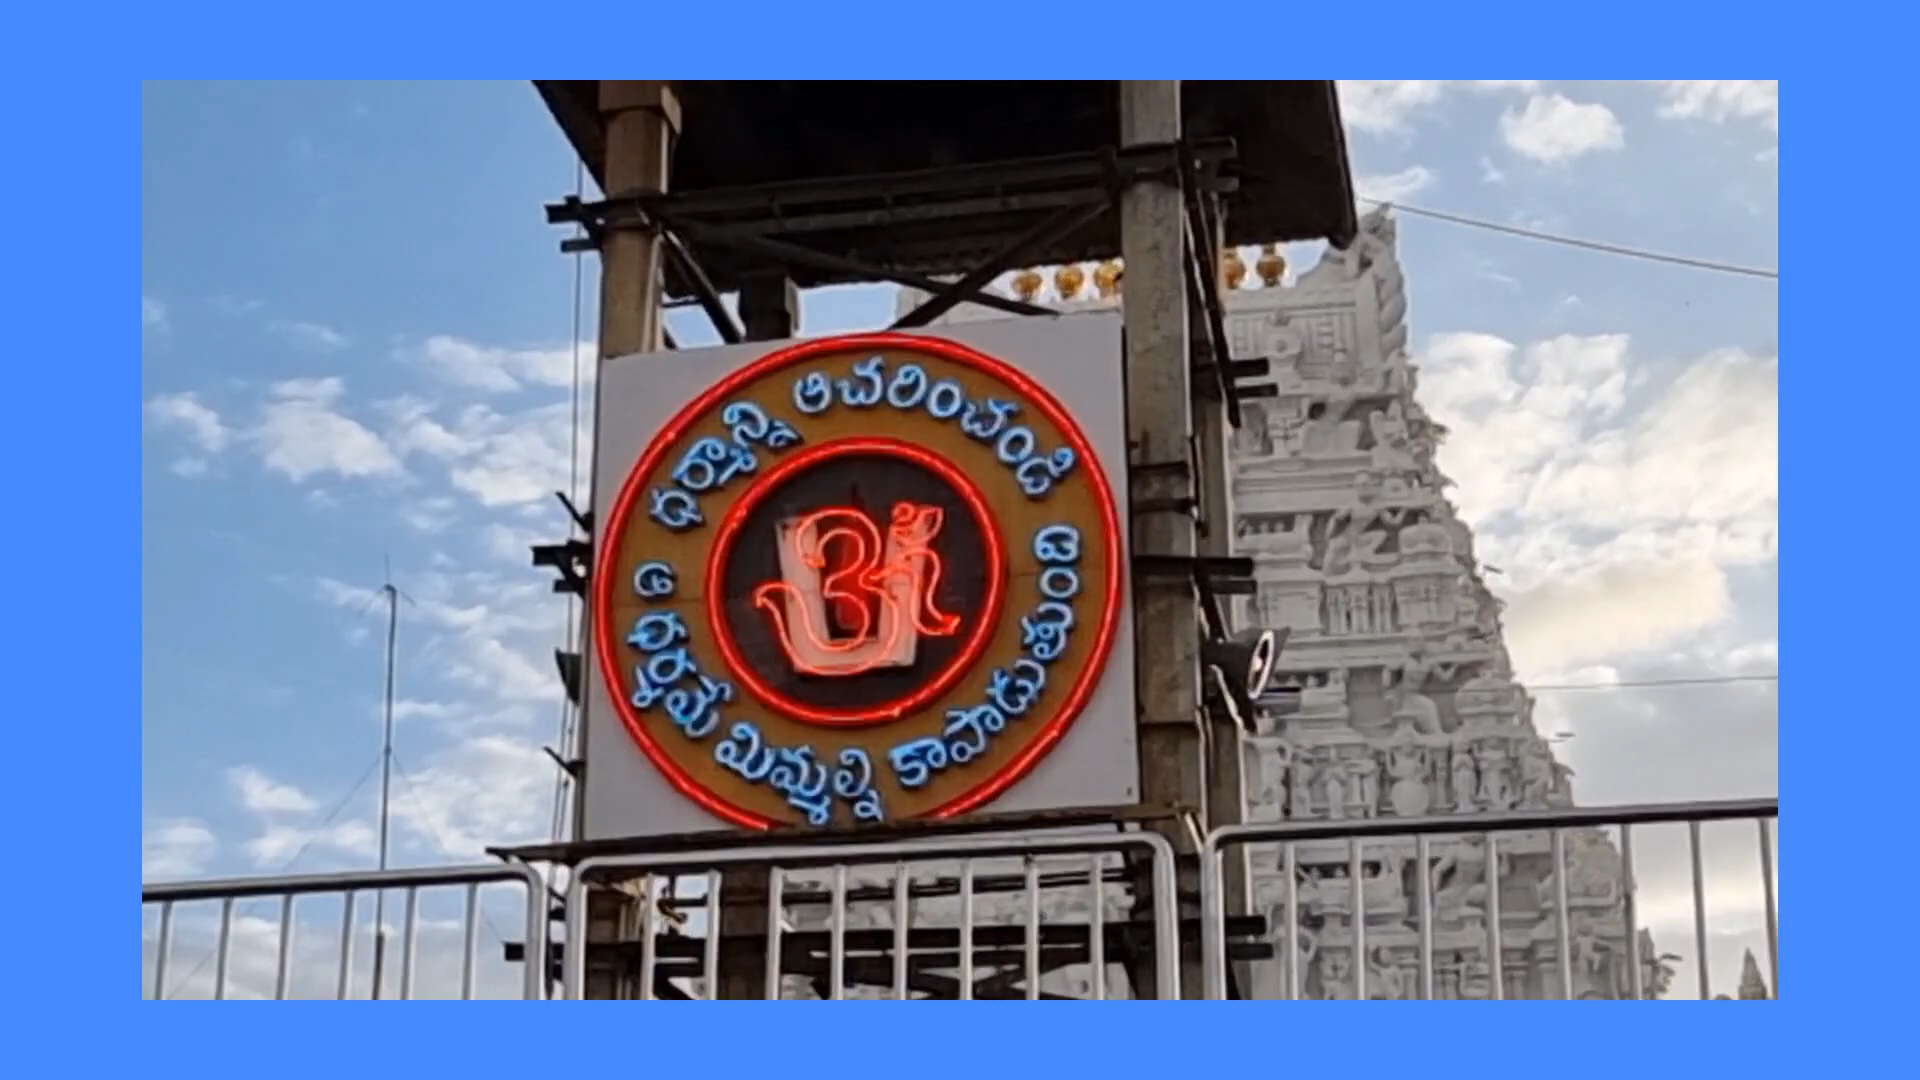 ధర్మాన్ని ఆచరించండి
ఆ ధర్మమే మిమ్మల్ని కాపాడుతుంది
ఓం